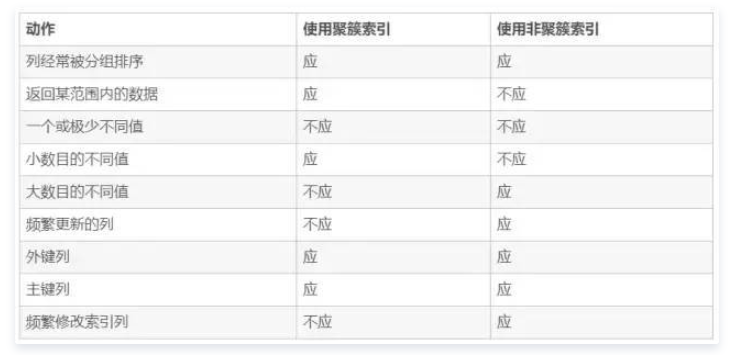 动作 使用聚簇索引 使用非聚簇索引
列经常被分组排序 应 应
返回某范围内的数据 应 不应
一个或极少不同值 不应 不应
小数目的不同值 应 不应
大数目的不同值 不应 应
频繁更新的列 不应 应
外键列 应 应
主键列 应 应
频繁修改索引列 不应 应